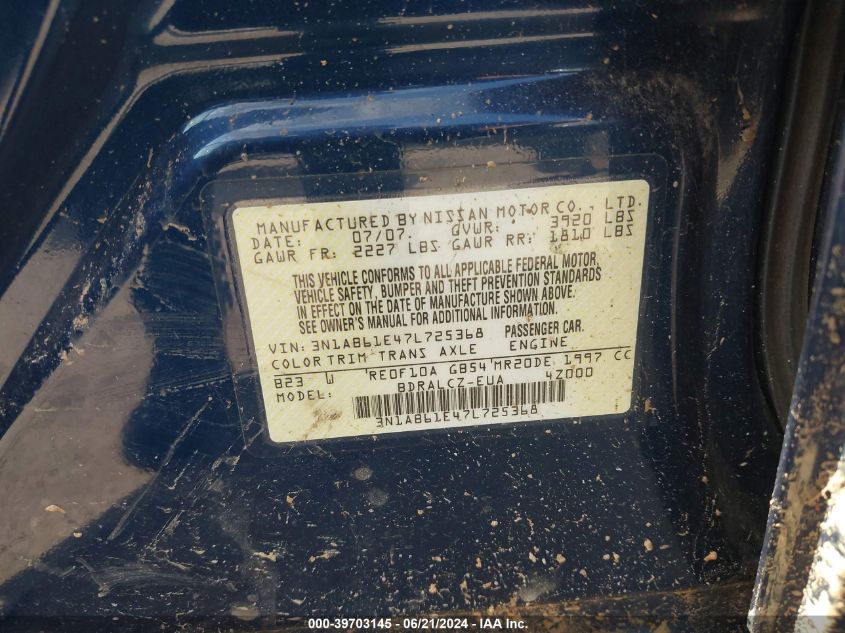 MANUFACTURED BY NISSAN MOTOR CO., LTD.
DATE: 07/07. GVWR: 3920 LBS
GAWR FR: 2227 LBS GAWR RR: 1810 LBS
THIS VEHICLE CONFORMS TO ALL APPLICABLE FEDERAL MOTOR
VEHICLE SAFETY, BUMPER AND THEFT PREVENTION STANDARDS
IN EFFECT ON THE DATE OF MANUFACTURE SHOWN ABOVE.
SEE OWNER'S MANUAL FOR ADDITIONAL INFORMATION.
VIN: 3N1AB61E47L725368 PASSENGER CAR.
COLOR TRIM TRANS AXLE ENGINE
B23 W RE0F10A GB54 MR20DE 1997 CC
MODEL: BDRALCZ-EUA 4Z000
3N1AB61E47L725368
000-39703145 - 06/21/2024 - IAA Inc.